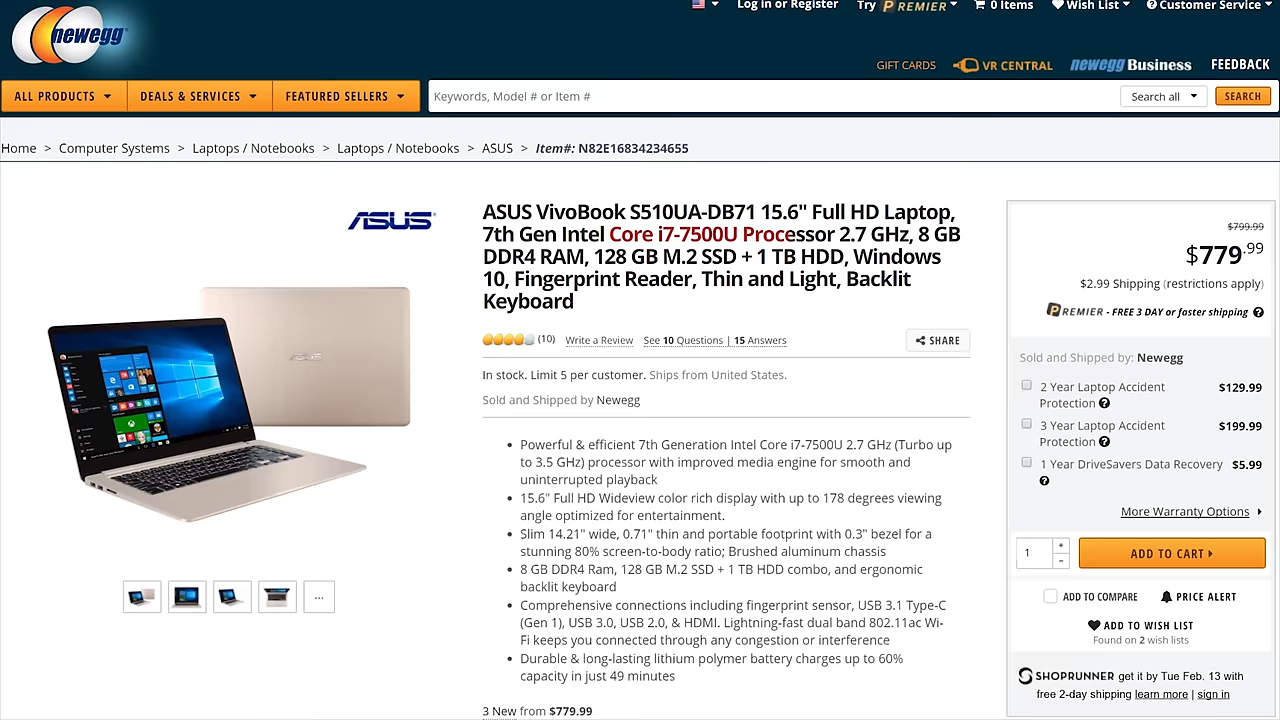 Log in or Register Try PREMIER 0 Items Wish List Customer Service
newegg
GIFT CARDS VR CENTRAL newegg Business FEEDBACK
ALL PRODUCTS DEALS & SERVICES FEATURED SELLERS Keywords, Model # or Item # Search all SEARCH
Home > Computer Systems > Laptops / Notebooks > Laptops / Notebooks > ASUS > Item#: N82E16834234655
ASUS
ASUS VivoBook S510UA-DB71 15.6" Full HD Laptop,
7th Gen Intel Core i7-7500U Processor 2.7 GHz, 8 GB
DDR4 RAM, 128 GB M.2 SSD + 1 TB HDD, Windows
10, Fingerprint Reader, Thin and Light, Backlit
Keyboard
(10) Write a Review See 10 Questions | 15 Answers SHARE
In stock. Limit 5 per customer. Ships from United States.
Sold and Shipped by Newegg
• Powerful & efficient 7th Generation Intel Core i7-7500U 2.7 GHz (Turbo up
to 3.5 GHz) processor with improved media engine for smooth and
uninterrupted playback
• 15.6" Full HD Wideview color rich display with up to 178 degrees viewing
angle optimized for entertainment.
• Slim 14.21" wide, 0.71" thin and portable footprint with 0.3" bezel for a
stunning 80% screen-to-body ratio; Brushed aluminum chassis
• 8 GB DDR4 Ram, 128 GB M.2 SSD + 1 TB HDD combo, and ergonomic
backlit keyboard
• Comprehensive connections including fingerprint sensor, USB 3.1 Type-C
(Gen 1), USB 3.0, USB 2.0, & HDMI. Lightning-fast dual band 802.11ac Wi-
Fi keeps you connected through any congestion or interference
• Durable & long-lasting lithium polymer battery charges up to 60%
capacity in just 49 minutes
3 New from $779.99
$799.99
$779.99
$2.99 Shipping (restrictions apply)
PREMIER - FREE 3 DAY or faster shipping ?
Sold and Shipped by: Newegg
2 Year Laptop Accident $129.99
Protection ?
3 Year Laptop Accident $199.99
Protection ?
1 Year DriveSavers Data Recovery $5.99
?
More Warranty Options
1 + - ADD TO CART
ADD TO COMPARE PRICE ALERT
ADD TO WISH LIST
Found on 2 wish lists
SHOPRUNNER get it by Tue Feb. 13 with
free 2-day shipping learn more | sign in
ASUS
...